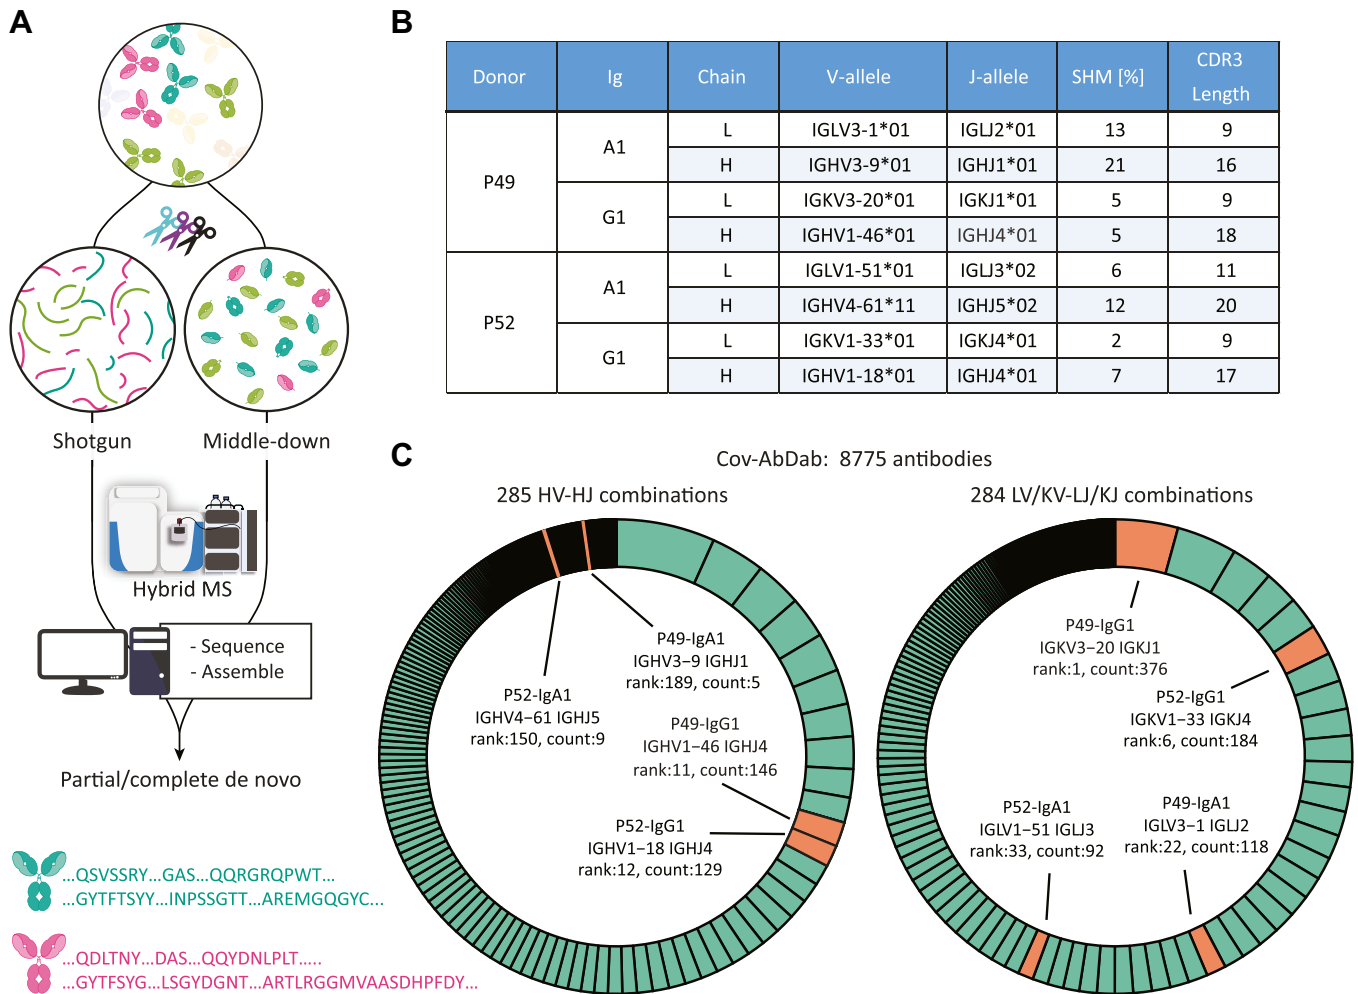 A
Shotgun
Middle-down
Hybrid MS
- Sequence
- Assemble
Partial/complete de novo
...QSVSSRY...GAS...QQRGRQPWT...
...GYTFTSYY...INPSSGTT...AREMGQGYC...
...QDLTNY...DAS...QQYDNLPLT.....
...GYTFSYG...LSGYDGNT...ARTLRGGMVAASDHPFDY...
B
Donor Ig Chain V-allele J-allele SHM [%] CDR3 Length
P49 A1 L IGLV3-1*01 IGLJ2*01 13 9
H IGHV3-9*01 IGHJ1*01 21 16
G1 L IGKV3-20*01 IGKJ1*01 5 9
H IGHV1-46*01 IGHJ4*01 5 18
P52 A1 L IGLV1-51*01 IGLJ3*02 6 11
H IGHV4-61*11 IGHJ5*02 12 20
G1 L IGKV1-33*01 IGKJ4*01 2 9
H IGHV1-18*01 IGHJ4*01 7 17
C
Cov-AbDab: 8775 antibodies
285 HV-HJ combinations
P49-IgA1
IGHV3–9 IGHJ1
rank:189, count:5
P52-IgA1
IGHV4–61 IGHJ5
rank:150, count:9
P49-IgG1
IGHV1–46 IGHJ4
rank:11, count:146
P52-IgG1
IGHV1–18 IGHJ4
rank:12, count:129
284 LV/KV-LJ/KJ combinations
P49-IgG1
IGKV3–20 IGKJ1
rank:1, count:376
P52-IgG1
IGKV1–33 IGKJ4
rank:6, count:184
P52-IgA1
IGLV1–51 IGLJ3
rank:33, count:92
P49-IgA1
IGLV3–1 IGLJ2
rank:22, count:118